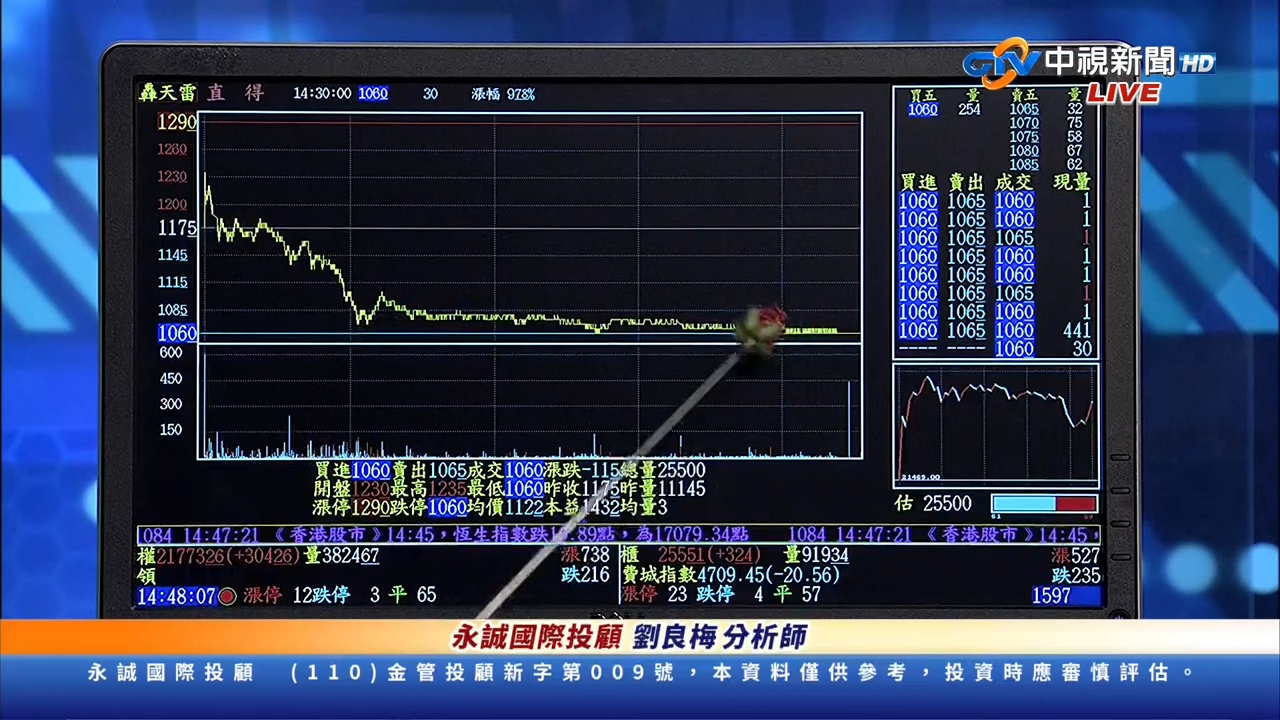 CTV 中視新聞 HD
LIVE
轟天雷 直 得 14:30:00 1060 30 漲幅 9.78%
買五 量 賣五 量
1060 254 1065 32
1070 75
1075 58
1080 67
1085 62
買進 賣出 成交 現量
1060 1065 1060 1
1060 1065 1060 1
1060 1065 1065 1
1060 1065 1060 1
1060 1065 1060 1
1060 1065 1065 1
1060 1065 1060 1
1060 1065 1060 441
---- ---- 1060 30
1290
1260
1230
1200
1175
1145
1115
1085
1060
600
450
300
150
21469.00
買進1060賣出1065成交1060漲跌-115總量25500
開盤1230最高1235最低1060昨收1175昨量11145
漲停1290跌停1060均價1122本益1432均量3
估 25500
61 39
1084 14:47:21 《香港股市》14:45，恆生指數跌 .89點，為17079.34點 1084 14:47:21 《香港股市》14:45，
權2177326(+30426)量382467 漲738
領 跌216
櫃 25551(+324) 量91934 漲527
費城指數4709.45(-20.56) 跌235
14:48:07 漲停 12跌停 3 平 65
漲停 23 跌停 4 平 57 1597
永誠國際投顧 劉良梅 分析師
永誠國際投顧 (110)金管投顧新字第009號，本資料僅供參考，投資時應審慎評估。